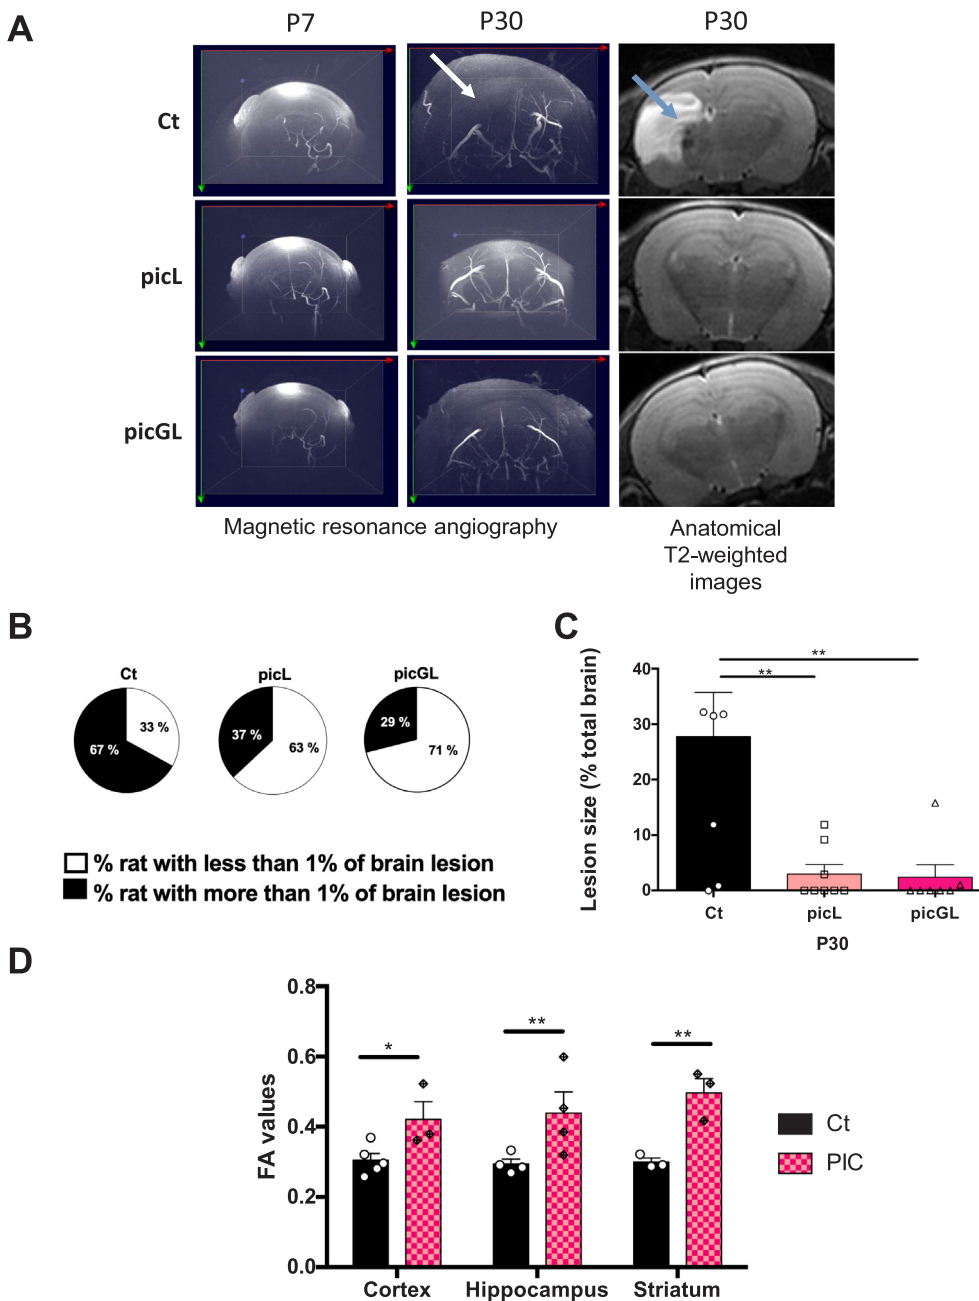 A
P7
P30
P30
Ct
picL
picGL
Magnetic resonance angiography
Anatomical
T2-weighted
images
B
Ct
picL
picGL
33 %
67 %
37 %
63 %
29 %
71 %
% rat with less than 1% of brain lesion
% rat with more than 1% of brain lesion
C
Lesion size (% total brain)
40
30
20
10
0
**
**
Ct
picL
picGL
P30
D
FA values
0.8
0.6
0.4
0.2
0.0
*
**
**
Cortex
Hippocampus
Striatum
Ct
PIC